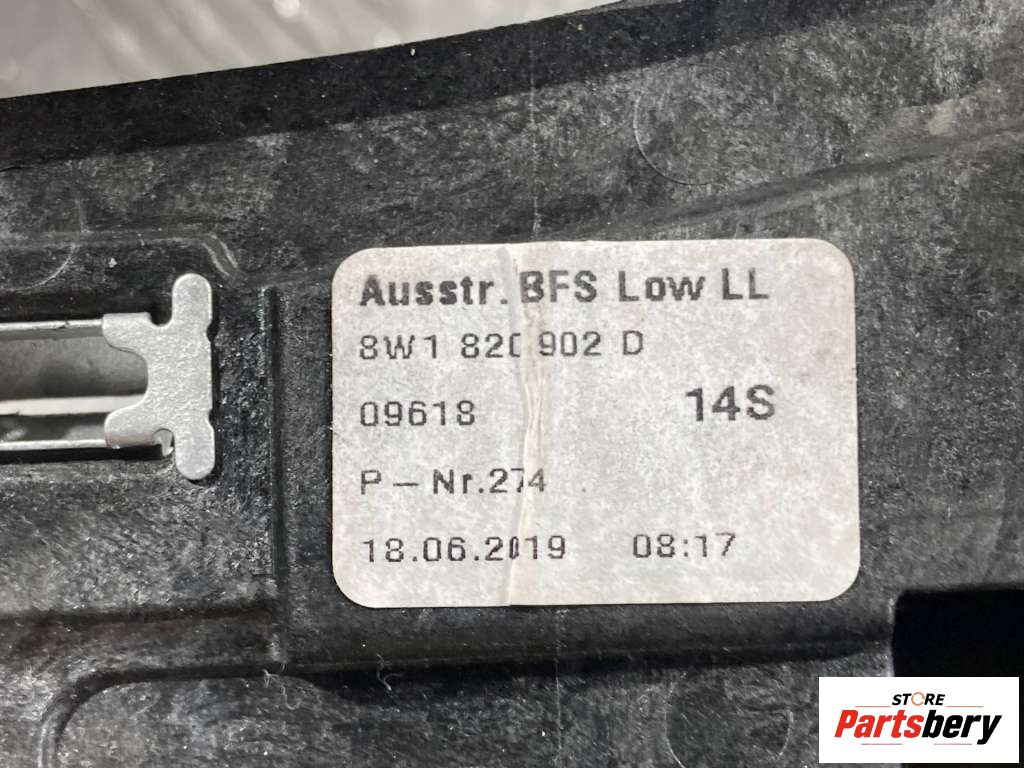 Ausstr. BFS Low LL
8W1 820 902 D
09618 14S
P – Nr.274
18.06.2019 08:17
STORE
Partsbery